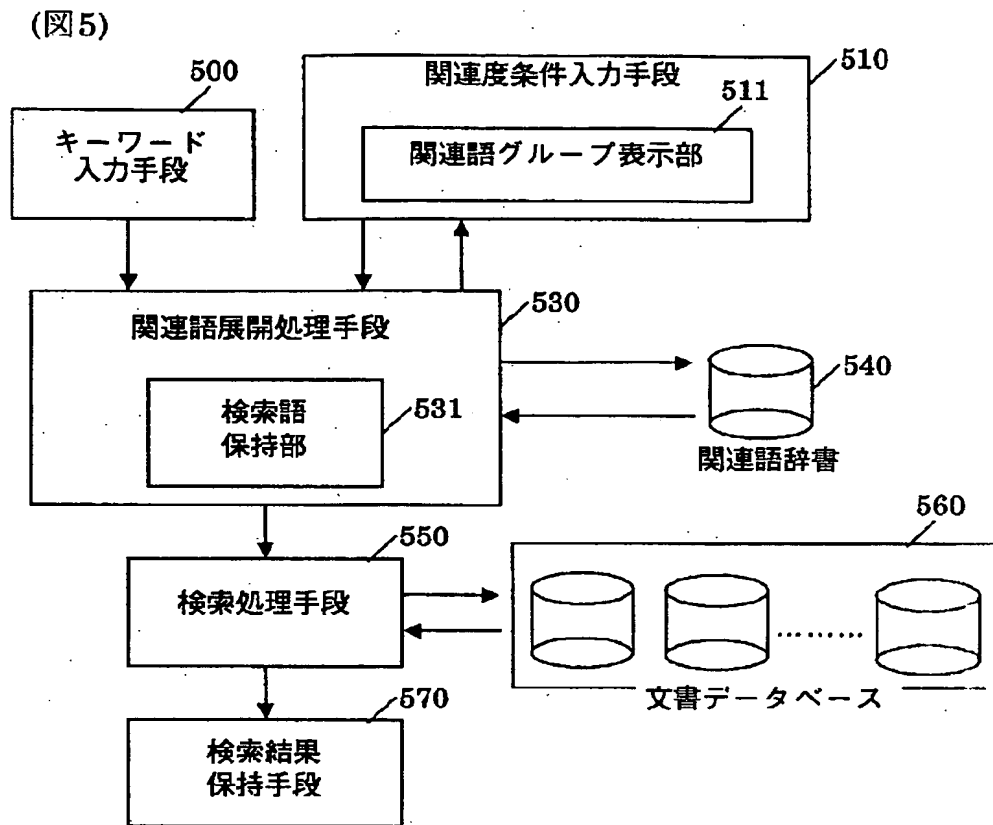 (図5)
500
キーワード
入力手段
関連度条件入力手段
510
511
関連語グループ表示部
関連語展開処理手段
530
検索語
保持部
531
540
関連語辞書
550
検索処理手段
560
文書データベース
570
検索結果
保持手段